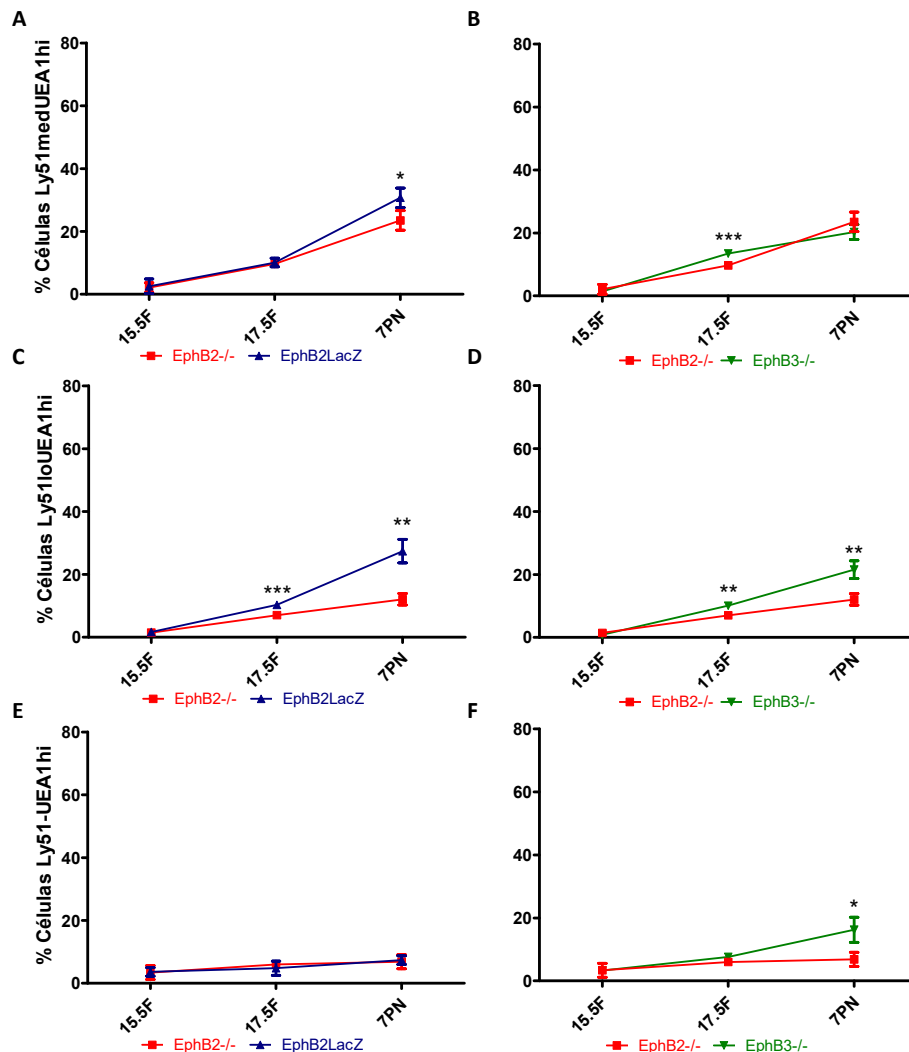 A
80
60
40
20
0
% Células Ly51medUEA1hi
*
15.5F
17.5F
7PN
EphB2-/- EphB2LacZ
B
80
60
40
20
0
***
15.5F
17.5F
7PN
EphB2-/- EphB3-/-
C
80
60
40
20
0
% Células Ly51loUEA1hi
***
**
15.5F
17.5F
7PN
EphB2-/- EphB2LacZ
D
80
60
40
20
0
**
**
15.5F
17.5F
7PN
EphB2-/- EphB3-/-
E
80
60
40
20
0
% Células Ly51-UEA1hi
15.5F
17.5F
7PN
EphB2-/- EphB2LacZ
F
80
60
40
20
0
*
15.5F
17.5F
7PN
EphB2-/- EphB3-/-